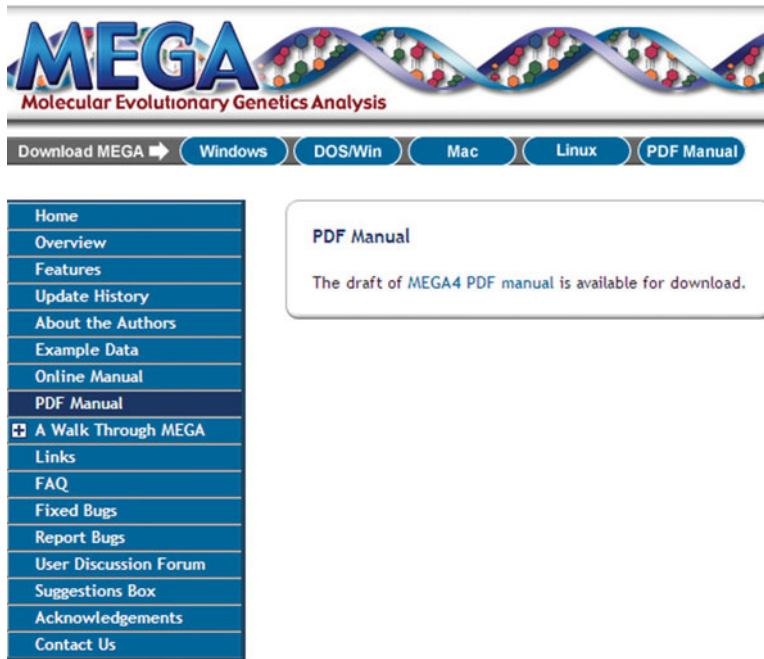 MEGA
Molecular Evolutionary Genetics Analysis
Download MEGA Windows DOS/Win Mac Linux PDF Manual
Home
Overview
Features
Update History
About the Authors
Example Data
Online Manual
PDF Manual
A Walk Through MEGA
Links
FAQ
Fixed Bugs
Report Bugs
User Discussion Forum
Suggestions Box
Acknowledgements
Contact Us
PDF Manual
The draft of MEGA4 PDF manual is available for download.